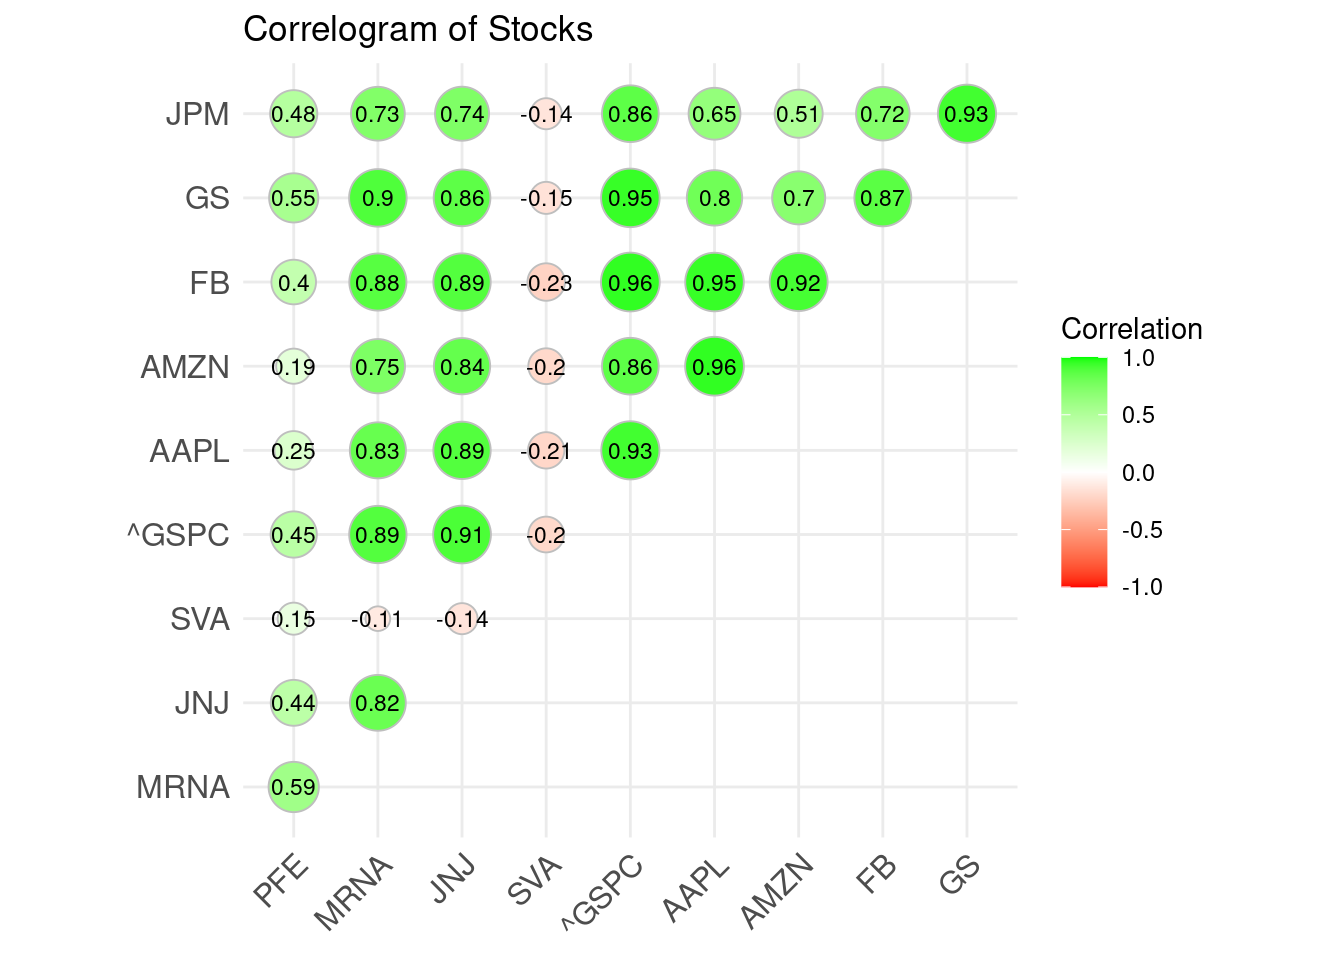 Correlogram of Stocks
JPM 0.48 0.73 0.74 -0.14 0.86 0.65 0.51 0.72 0.93
GS 0.55 0.9 0.86 -0.15 0.95 0.8 0.7 0.87
FB 0.4 0.88 0.89 -0.23 0.96 0.95 0.92
AMZN 0.19 0.75 0.84 -0.2 0.86 0.96
AAPL 0.25 0.83 0.89 -0.21 0.93
^GSPC 0.45 0.89 0.91 -0.2
SVA 0.15 -0.11 -0.14
JNJ 0.44 0.82
MRNA 0.59
PFE MRNA JNJ SVA ^GSPC AAPL AMZN FB GS
Correlation
1.0
0.5
0.0
-0.5
-1.0